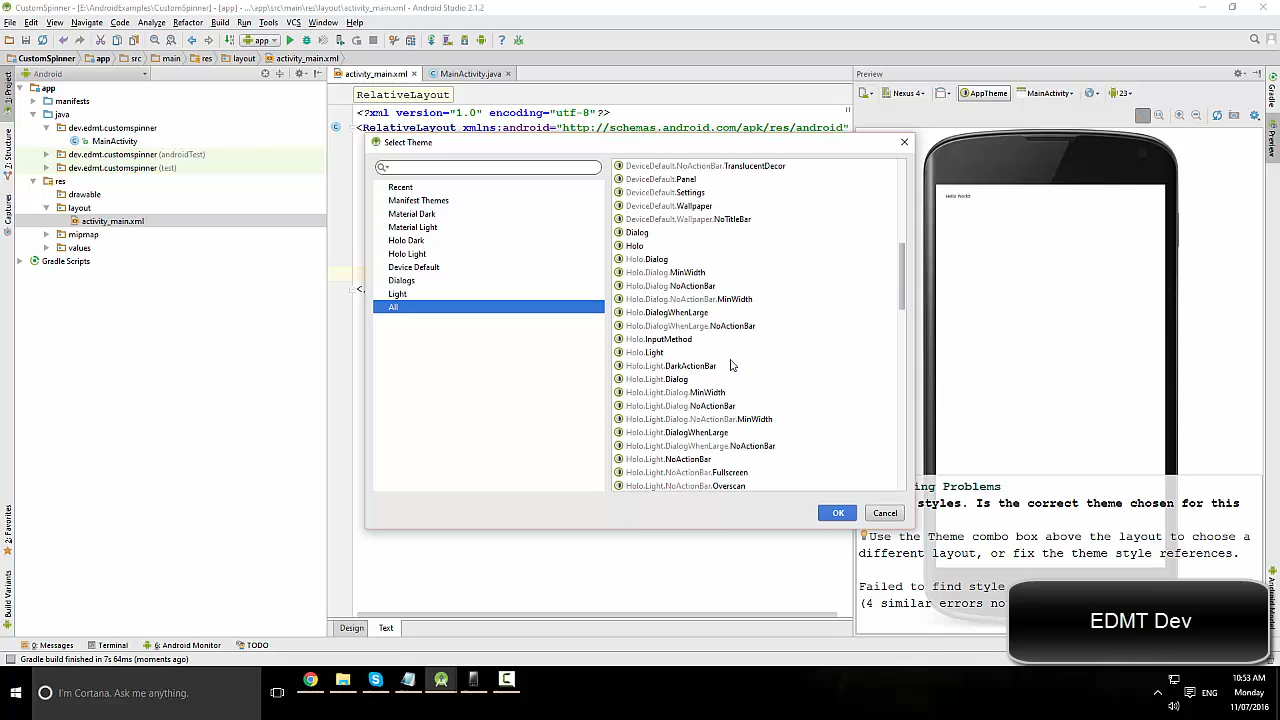 CustomSpinner - [E:\AndroidExamples\CustomSpinner] - [app] - ...\app\src\main\res\layout\activity_main.xml - Android Studio 2.1.2
File Edit View Navigate Code Analyze Refactor Build Run Tools VCS Window Help
app
CustomSpinner app src main res layout activity_main.xml
Android
activity_main.xml
MainActivity.java
Preview
1: Project
7: Structure
Captures
2: Favorites
Build Variants
Gradle
Preview
app
manifests
java
dev.edmt.customspinner
MainActivity
dev.edmt.customspinner (androidTest)
dev.edmt.customspinner (test)
res
drawable
layout
activity_main.xml
mipmap
values
Gradle Scripts
RelativeLayout
<?xml version="1.0" encoding="utf-8"?>
<RelativeLayout xmlns:android="http://schemas.android.com/apk/res/android"
Nexus 4 AppTheme MainActivity 23
Hello World
Select Theme
Recent
Manifest Themes
Material Dark
Material Light
Holo Dark
Holo Light
Device Default
Dialogs
Light
All
DeviceDefault.NoActionBar.TranslucentDecor
DeviceDefault.Panel
DeviceDefault.Settings
DeviceDefault.Wallpaper
DeviceDefault.Wallpaper.NoTitleBar
Dialog
Holo
Holo.Dialog
Holo.Dialog.MinWidth
Holo.Dialog.NoActionBar
Holo.Dialog.NoActionBar.MinWidth
Holo.DialogWhenLarge
Holo.DialogWhenLarge.NoActionBar
Holo.InputMethod
Holo.Light
Holo.Light.DarkActionBar
Holo.Light.Dialog
Holo.Light.Dialog.MinWidth
Holo.Light.Dialog.NoActionBar
Holo.Light.Dialog.NoActionBar.MinWidth
Holo.Light.DialogWhenLarge
Holo.Light.DialogWhenLarge.NoActionBar
Holo.Light.NoActionBar
Holo.Light.NoActionBar.Fullscreen
Holo.Light.NoActionBar.Overscan
OK Cancel
ing Problems
styles. Is the correct theme chosen for this
Use the Theme combo box above the layout to choose a
different layout, or fix the theme style references.
Failed to find style
(4 similar errors no
EDMT Dev
Design Text
0: Messages Terminal 6: Android Monitor TODO
Gradle build finished in 7s 64ms (moments ago)
I'm Cortana. Ask me anything.
ENG
10:53 AM
Monday
11/07/2016